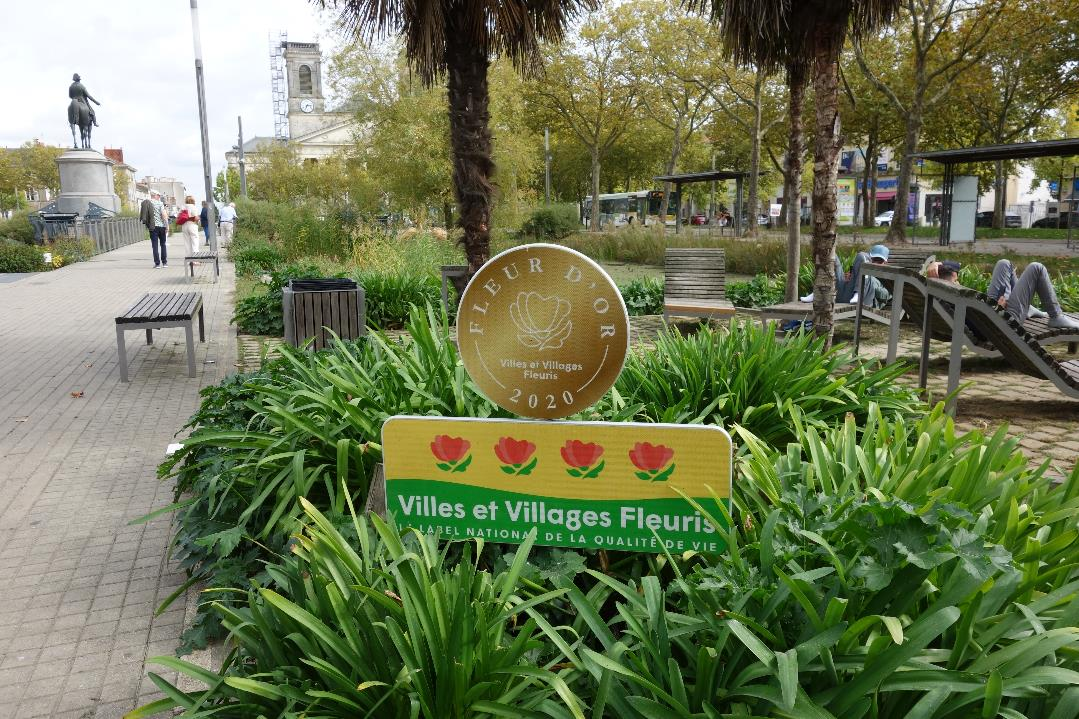 FLEUR D'OR
Villes et Villages
Fleuris
2020
Villes et Villages Fleuris
LE LABEL NATIONAL DE LA QUALITÉ DE VIE